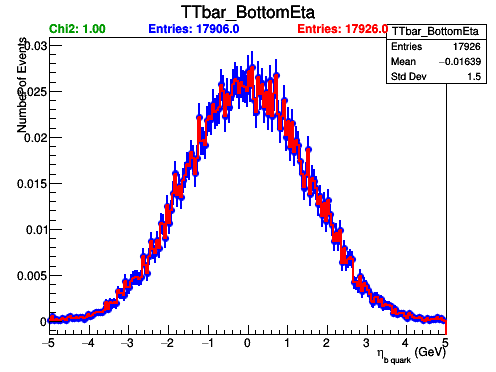 TTbar_BottomEta
Chi2: 1.00 Entries: 17906.0 Entries: 17926.0
TTbar_BottomEta
Entries 17926
Mean −0.01639
Std Dev 1.5
Number of Events
0.03
0.025
0.02
0.015
0.01
0.005
0
−5 −4 −3 −2 −1 0 1 2 3 4 5
η b quark (GeV)